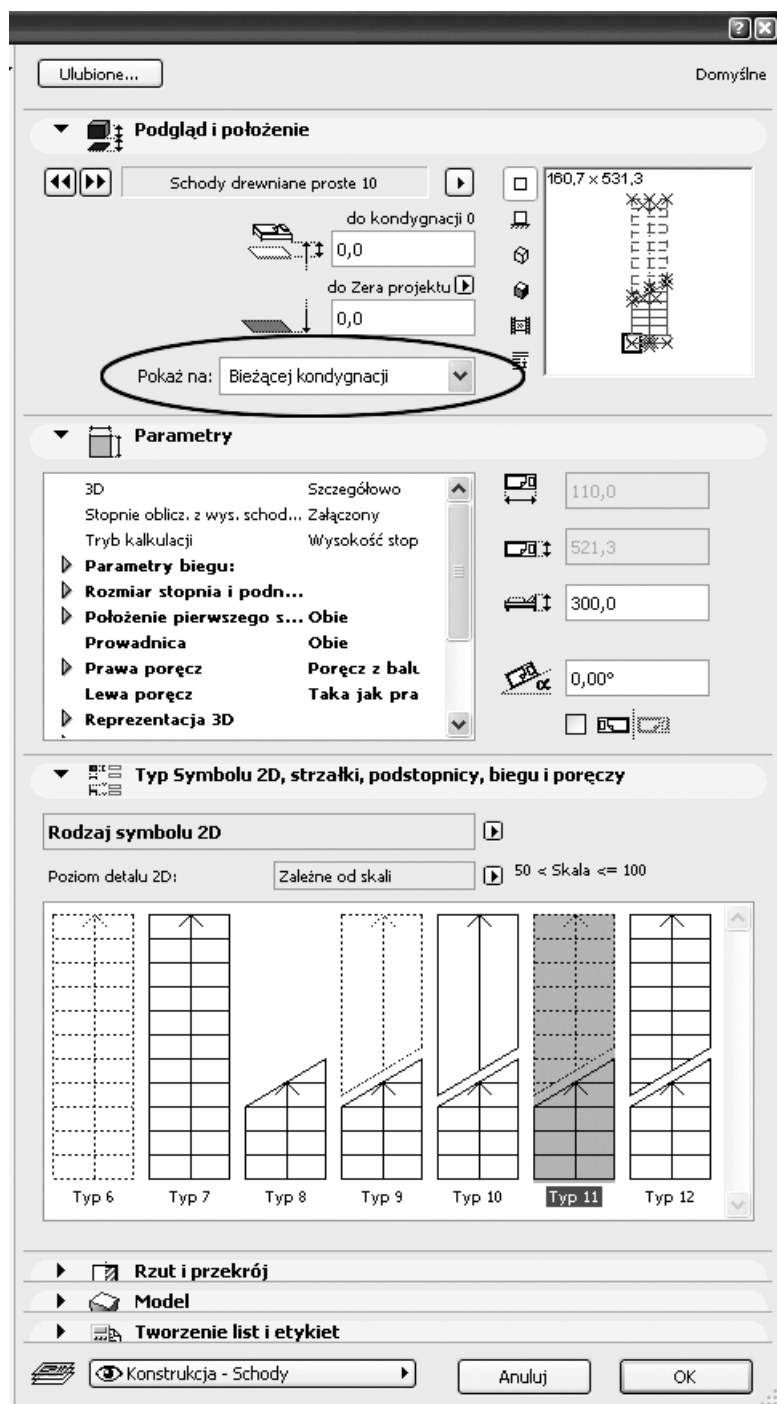 Ulubione...
Domyślne
Podgląd i położenie
Schody drewniane proste 10
160,7 × 531,3
do kondygnacji 0
0,0
do Zera projektu
0,0
Pokaż na: Bieżącej kondygnacji
Parametry
3D Szczegółowo
Stopnie oblicz. z wys. schod... Załączony
Tryb kalkulacji Wysokość stop
Parametry biegu:
Rozmiar stopnia i podn...
Położenie pierwszego s... Obie
Prowadnica Obie
Prawa poręcz Poręcz z balu
Lewa poręcz Taka jak pra
Reprezentacja 3D
110,0
521,3
300,0
α 0,00°
Typ Symbolu 2D, strzałki, podstopnicy, biegu i poręczy
Rodzaj symbolu 2D
Poziom detalu 2D: Zależne od skali 50 < Skala <= 100
Typ 6 Typ 7 Typ 8 Typ 9 Typ 10 Typ 11 Typ 12
Rzut i przekrój
Model
Tworzenie list i etykiet
Konstrukcja - Schody Anuluj OK